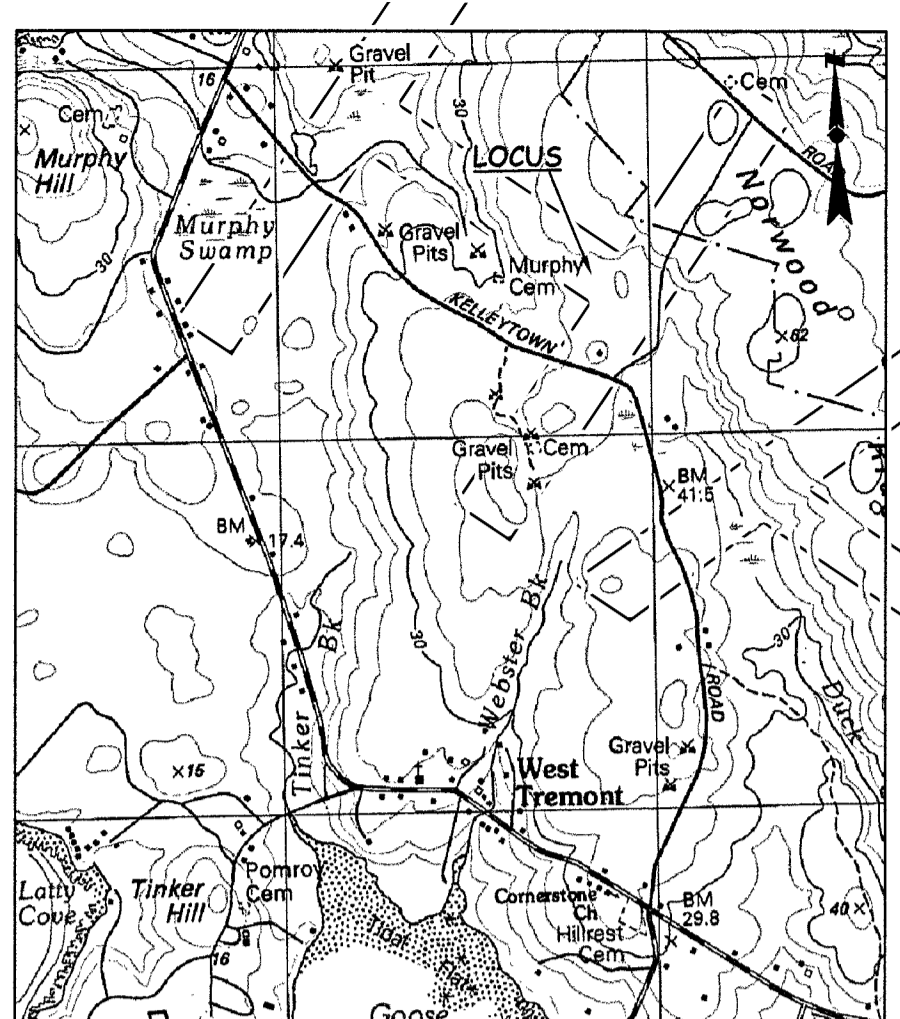 Gravel
Pit
16
Cem
Cem
30
N
Murphy
Hill
LOCUS
ROA
Norwood
Murphy
Swamp
Gravel
Pits
30
Murphy
Cem
KELLEYTOWN
62
Gravel
Pits
Cem
BM
41.5
BM
17.4
Webster Bk
Tinker Bk
30
30
ROAD
Duck
Gravel
Pits
15
West
Tremont
Latty
Cove
Tinker
Hill
Pomroy
Cem
Cornerstone
Ch
Hillrest
Cem
BM
29.8
40
Tidal
Flat
16
Goose